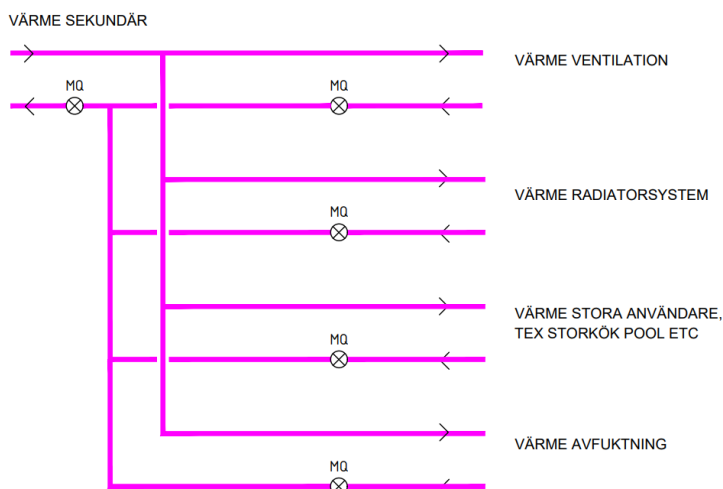 VÄRME SEKUNDÄR
VÄRME VENTILATION
MQ
MQ
VÄRME RADIATORSYSTEM
MQ
VÄRME STORA ANVÄNDARE,
TEX STORKÖK POOL ETC
MQ
VÄRME AVFUKTNING
MQ